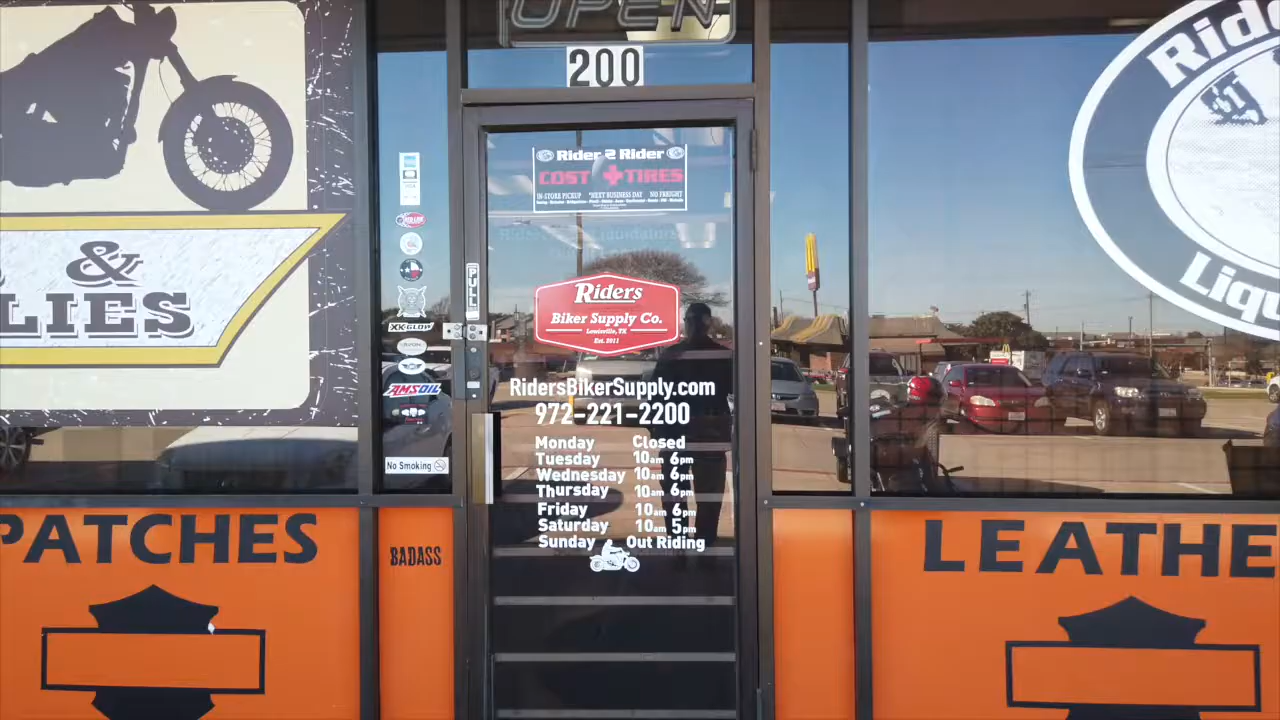 OPEN
200
&
LIES
Rider 2 Rider
COST + TIRES
IN-STORE PICKUP *NEXT BUSINESS DAY NO FREIGHT
PULL
Riders
Biker Supply Co.
Lewisville, TX
Est. 2011
XK-GLOW
AMSOIL
No Smoking
RidersBikerSupply.com
972-221-2200
Monday Closed
Tuesday 10am 6pm
Wednesday 10am 6pm
Thursday 10am 6pm
Friday 10am 6pm
Saturday 10am 5pm
Sunday Out Riding
Ride
Liqu
PATCHES
BADASS
LEATHE